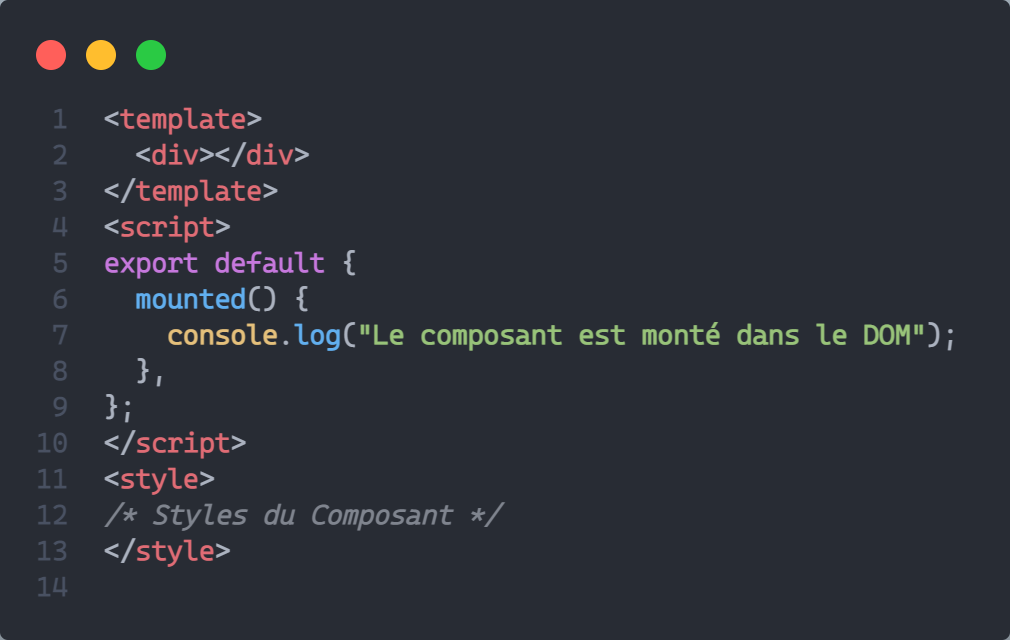 1 <template>
2   <div></div>
3 </template>
4 <script>
5 export default {
6   mounted() {
7     console.log("Le composant est monté dans le DOM");
8   },
9 };
10 </script>
11 <style>
12 /* Styles du Composant */
13 </style>
14